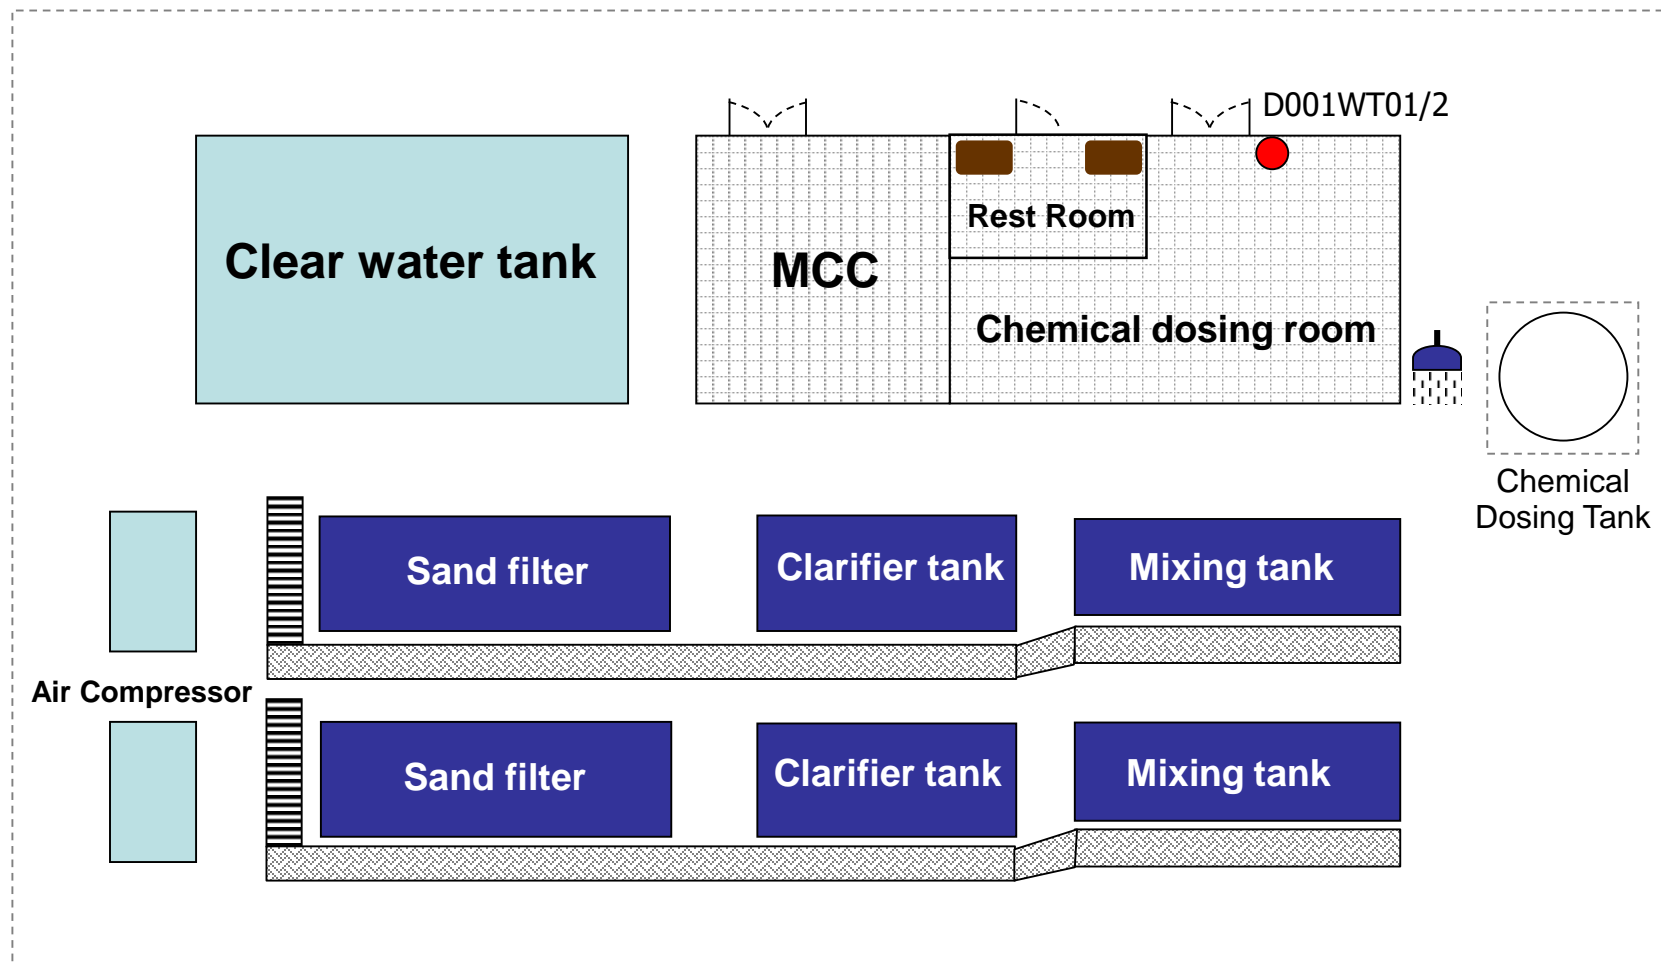 D001WT01/2
Clear water tank
Rest Room
MCC
Chemical dosing room
Chemical
Dosing Tank
Sand filter
Clarifier tank
Mixing tank
Air Compressor
Sand filter
Clarifier tank
Mixing tank